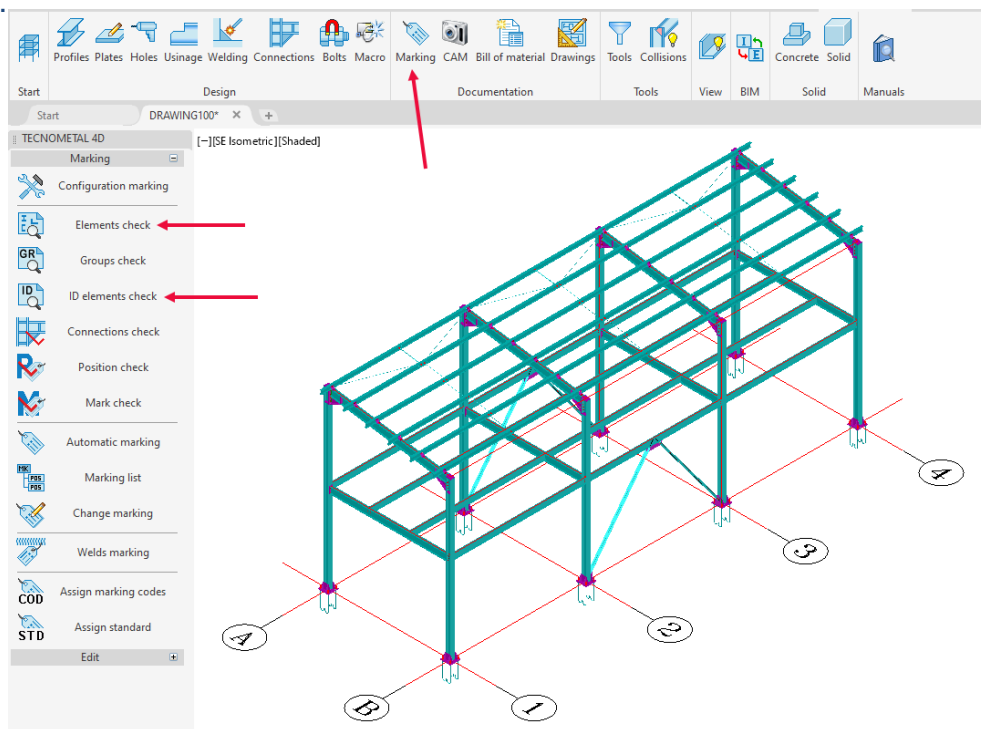 Profiles Plates Holes Usinage Welding Connections Bolts Macro Marking CAM Bill of material Drawings Tools Collisions I E Concrete Solid
Start Design Documentation Tools View BIM Solid Manuals
Start DRAWING100* × +
TECNOMETAL 4D
[−][SE Isometric][Shaded]
Marking
Configuration marking
Elements check
GR Groups check
ID ID elements check
Connections check
Position check
Mark check
Automatic marking
MK POS POS Marking list
Change marking
Welds marking
COD Assign marking codes
STD Assign standard
Edit
4
3
2
A
B
1